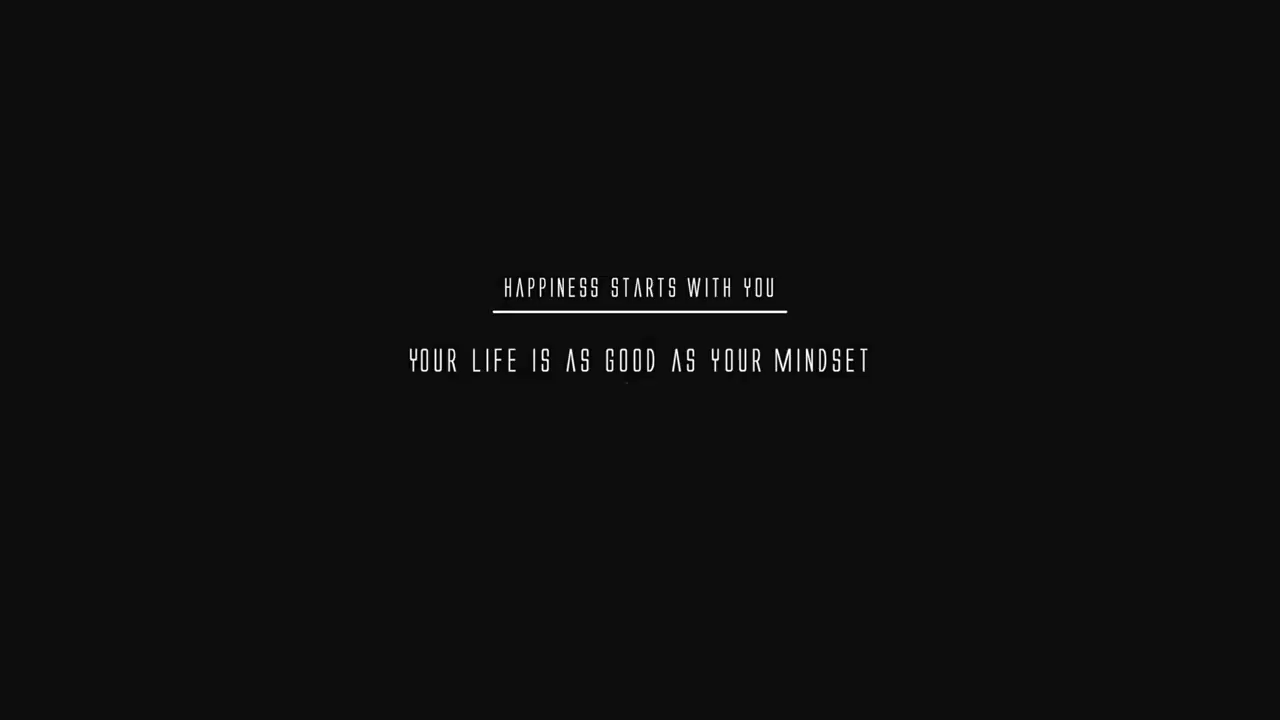 HAPPINESS STARTS WITH YOU
YOUR LIFE IS AS GOOD AS YOUR MINDSET